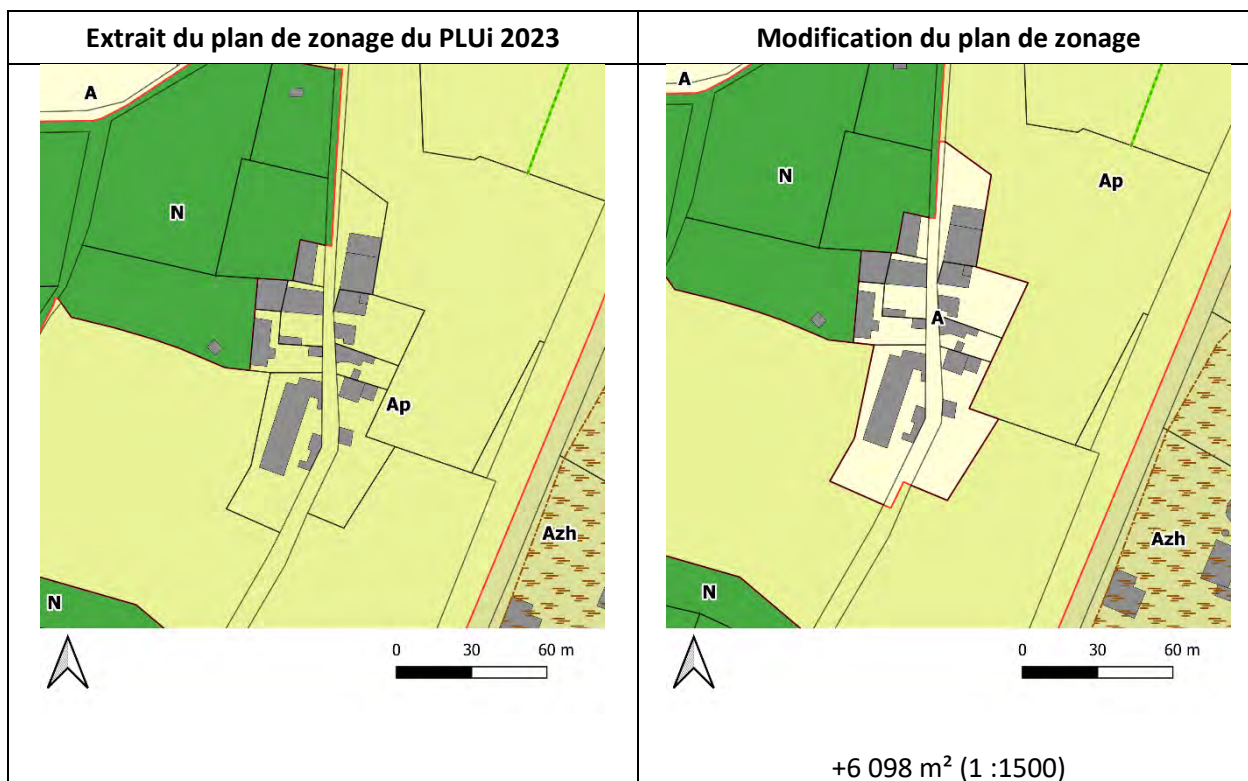 Extrait du plan de zonage du PLUi 2023
Modification du plan de zonage
A
N
Ap
Azh
N
0 30 60 m
A
N
Ap
A
Azh
N
0 30 60 m
+6 098 m² (1 :1500)